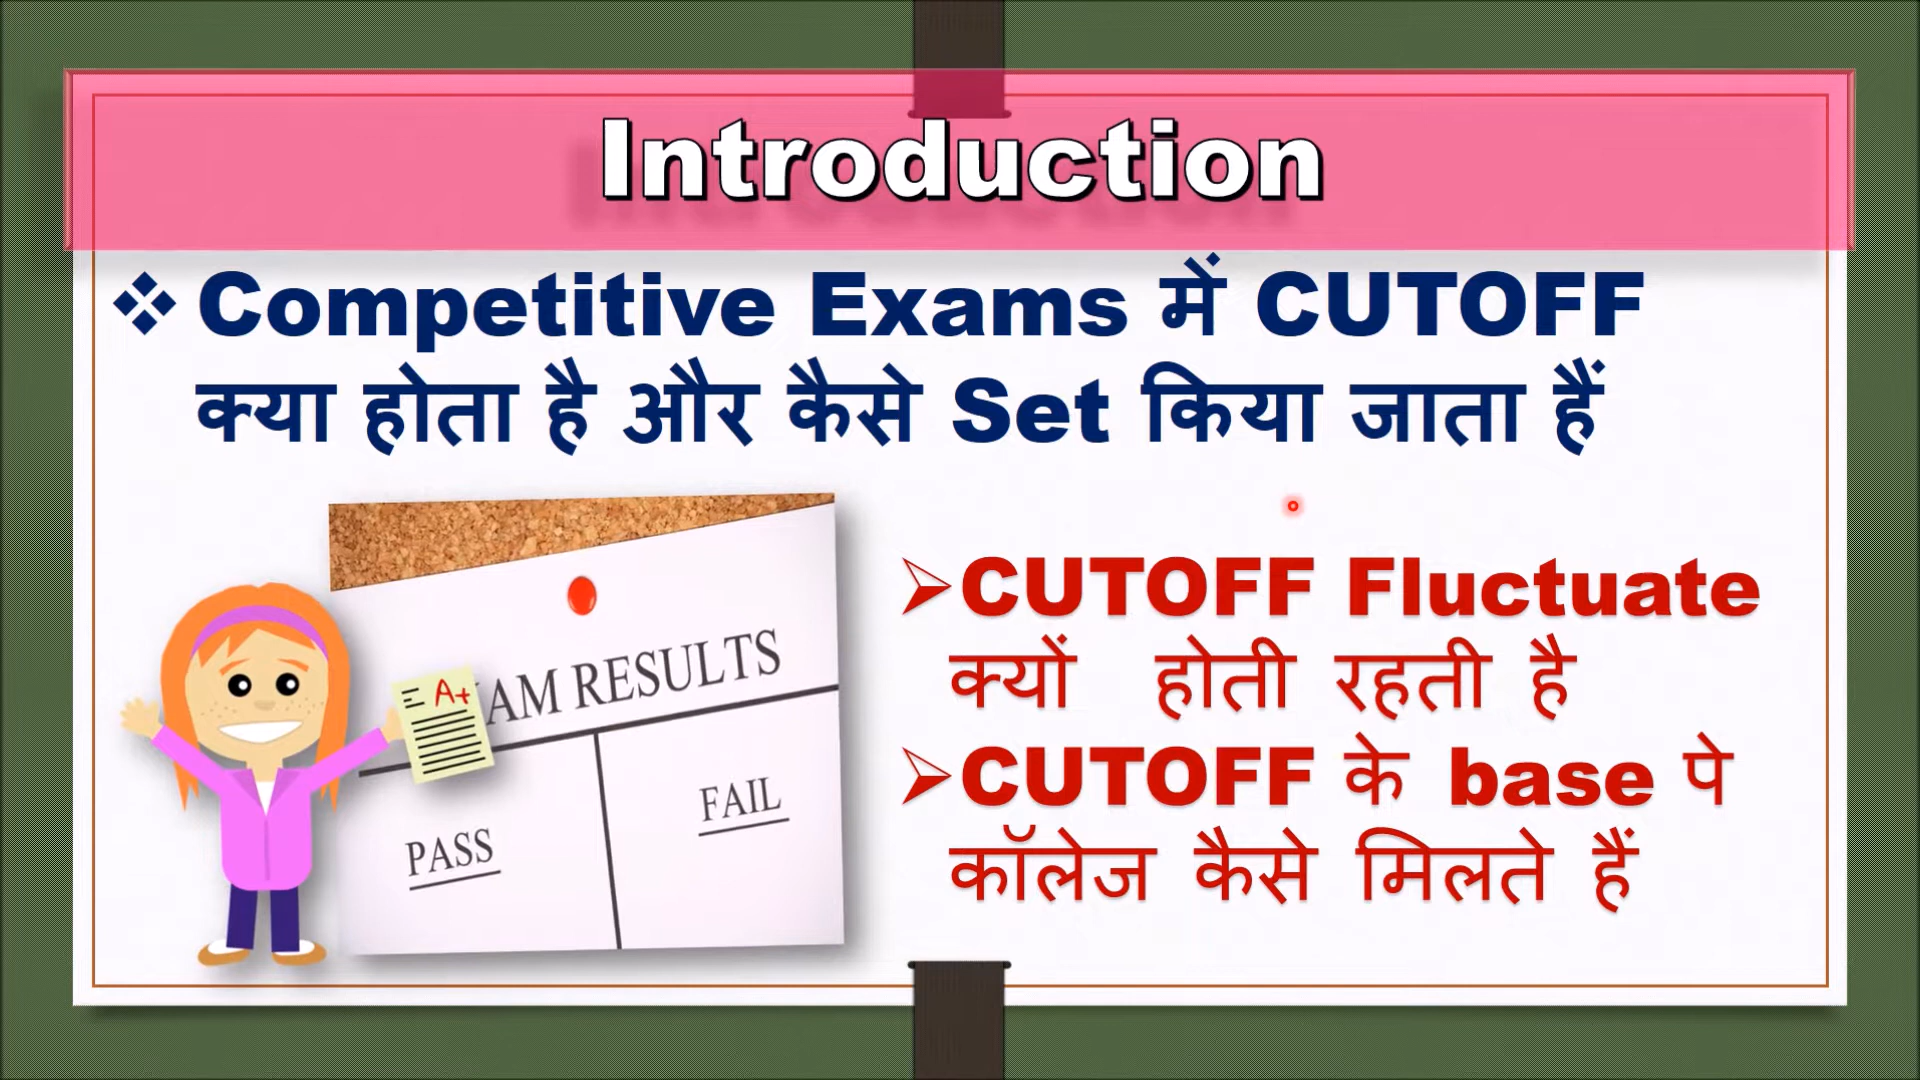 Introduction
❖Competitive Exams में CUTOFF
क्या होता है और कैसे Set किया जाता हैं
➢CUTOFF Fluctuate
क्यों होती रहती है
➢CUTOFF के base पे
कॉलेज कैसे मिलते हैं
A+
AM RESULTS
PASS
FAIL